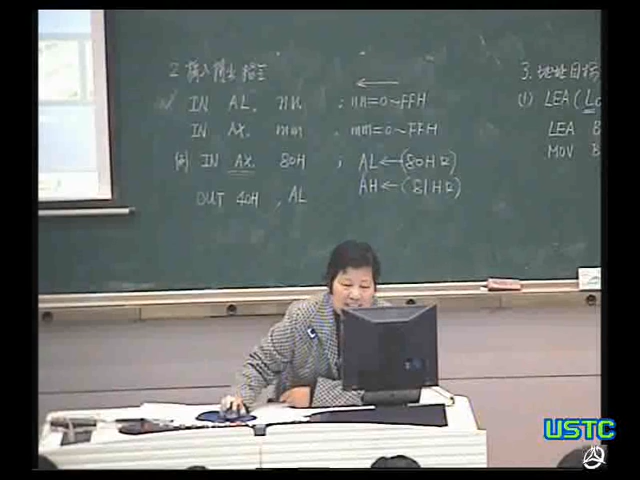 2. 输入输出指令
IN AL, nn ; nn=0~FFH
IN AX, nn ; nn=0~FFH
例 IN AX, 80H ; AL←(80H口)
AH←(81H口)
OUT 40H, AL
3. 地址目标
(1) LEA (Lo
LEA B
MOV B
USTC